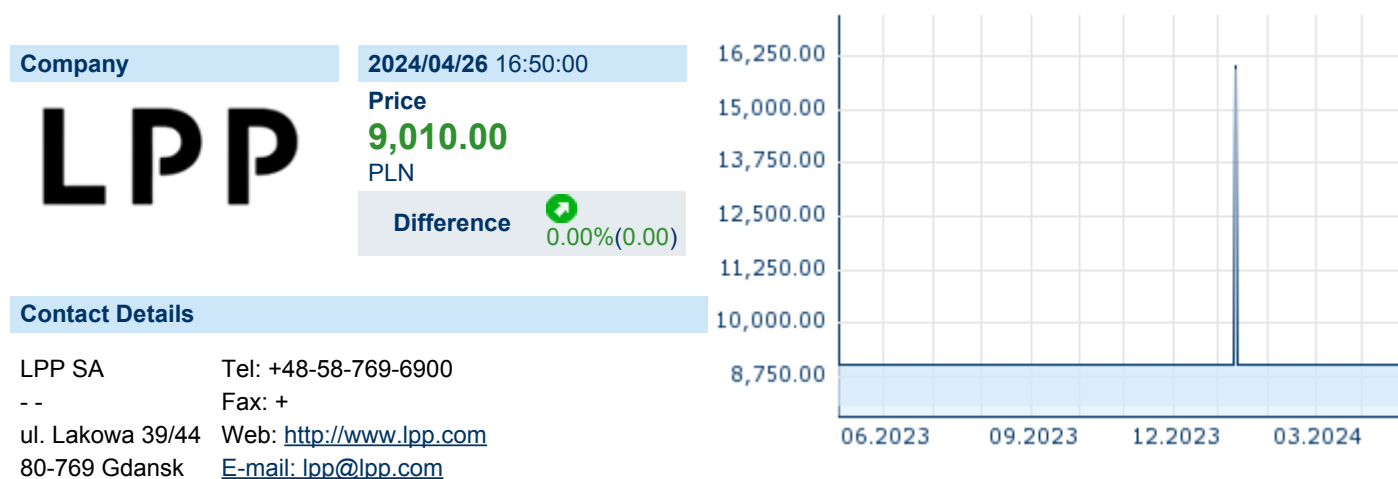 Company
LPP
2024/04/26 16:50:00
Price
9,010.00
PLN
Difference
0.00%(0.00)
Contact Details
LPP SA
- -
ul. Lakowa 39/44
80-769 Gdansk
Tel: +48-58-769-6900
Fax: +
Web: http://www.lpp.com
E-mail: lpp@lpp.com
16,250.00
15,000.00
13,750.00
12,500.00
11,250.00
10,000.00
8,750.00
06.2023 09.2023 12.2023 03.2024